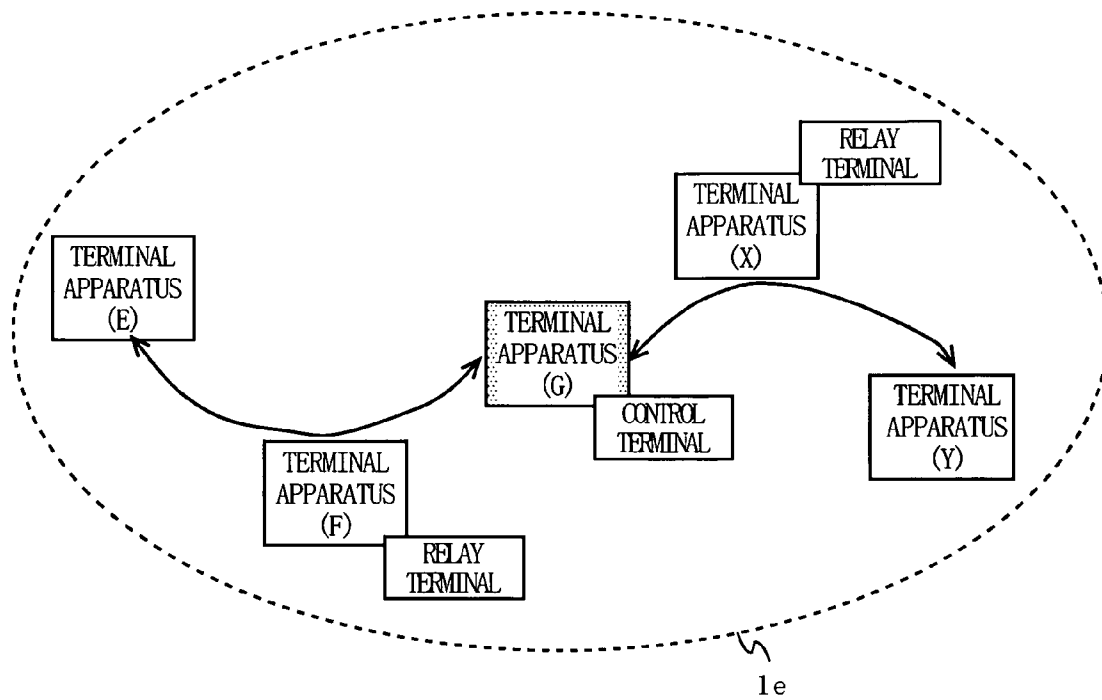 RELAY
TERMINAL
TERMINAL
APPARATUS
(X)
TERMINAL
APPARATUS
(E)
TERMINAL
APPARATUS
(G)
CONTROL
TERMINAL
TERMINAL
APPARATUS
(Y)
TERMINAL
APPARATUS
(F)
RELAY
TERMINAL
1e